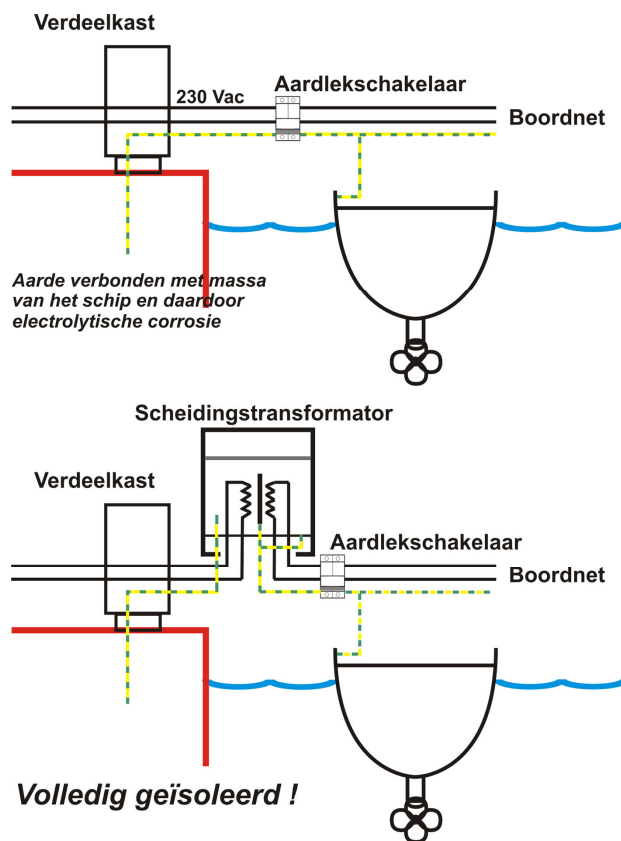 Verdeelkast
230 Vac
Aardlekschakelaar
Boordnet
Aarde verbonden met massa
van het schip en daardoor
electrolytische corrosie
Scheidingstransformator
Verdeelkast
Aardlekschakelaar
Boordnet
Volledig geïsoleerd !